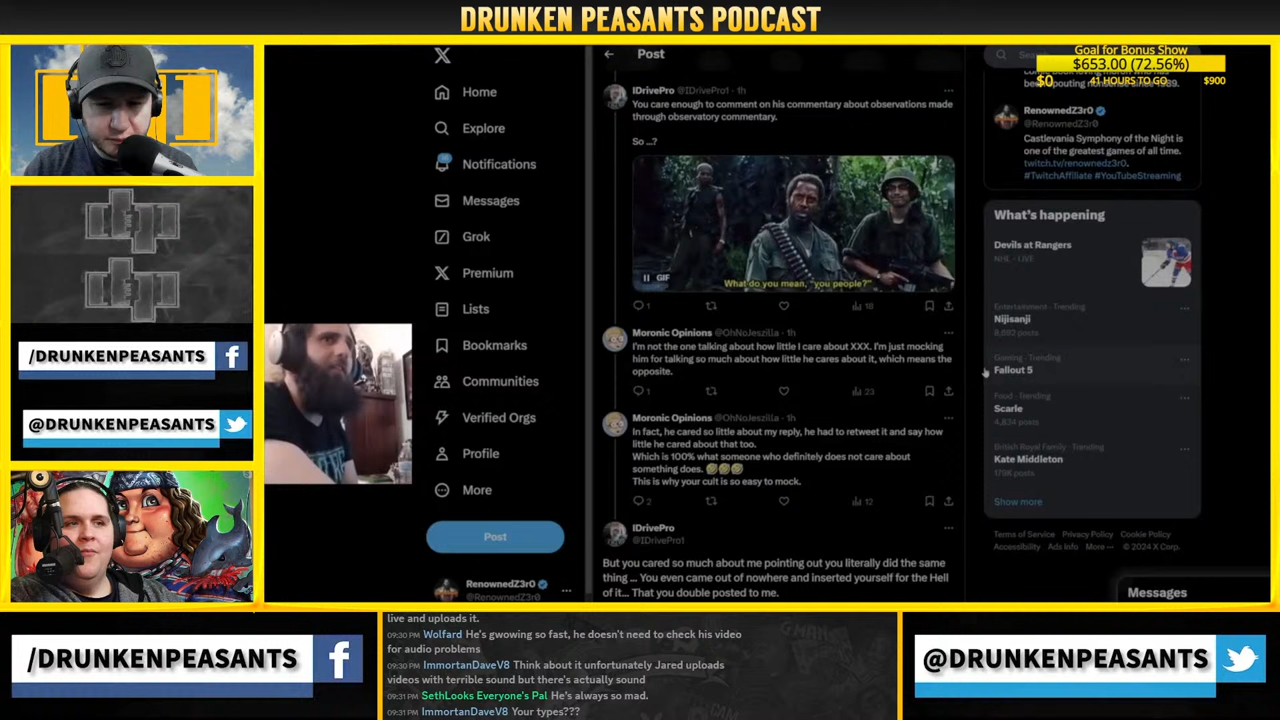 DRUNKEN PEASANTS PODCAST
Goal for Bonus Show
$653.00 (72.56%)
$0
41 HOURS TO GO
$900
/DRUNKENPEASANTS
@DRUNKENPEASANTS
Home
Explore
Notifications
Messages
Grok
Premium
Lists
Bookmarks
Communities
Verified Orgs
Profile
More
Post
RenownedZ3r0
@RenownedZ3r0
Post
IDrivePro @IDrivePro1 · 1h
You care enough to comment on his commentary about observations made
through observatory commentary.
So ...?
GIF
What do you mean, "you people?"
1
18
Moronic Opinions @OhNoJeszilla · 1h
I'm not the one talking about how little I care about XXX. I'm just mocking
him for talking so much about how little he cares about it, which means the
opposite.
1
23
Moronic Opinions @OhNoJeszilla · 1h
In fact, he cared so little about my reply, he had to retweet it and say how
little he cared about that too.
Which is 100% what someone who definitely does not care about
something does.
This is why your cult is so easy to mock.
2
12
IDrivePro
@IDrivePro1
But you cared so much about me pointing out you literally did the same
thing ... You even came out of nowhere and inserted yourself for the Hell
of it... That you double posted to me.
RenownedZ3r0
@RenownedZ3r0
Castlevania Symphony of the Night is
one of the greatest games of all time.
twitch.tv/renownedz3r0.
#TwitchAffiliate #YouTubeStreaming
What's happening
Devils at Rangers
NHL · LIVE
Entertainment · Trending
Nijisanji
8,692 posts
Gaming · Trending
Fallout 5
Food · Trending
Scarle
4,834 posts
British Royal Family · Trending
Kate Middleton
1798 posts
Show more
Terms of Service Privacy Policy Cookie Policy
Accessibility Ads info More ··· © 2024 X Corp.
Messages
live and uploads it.
09:30 PM Wolfard He's gwowing so fast, he doesn't need to check his video
for audio problems
09:30 PM ImmortanDaveV8 Think about it unfortunately Jared uploads
videos with terrible sound but there's actually sound
09:31 PM SethLooks Everyone's Pal He's always so mad.
09:31 PM ImmortanDaveV8 Your types???
/DRUNKENPEASANTS
@DRUNKENPEASANTS